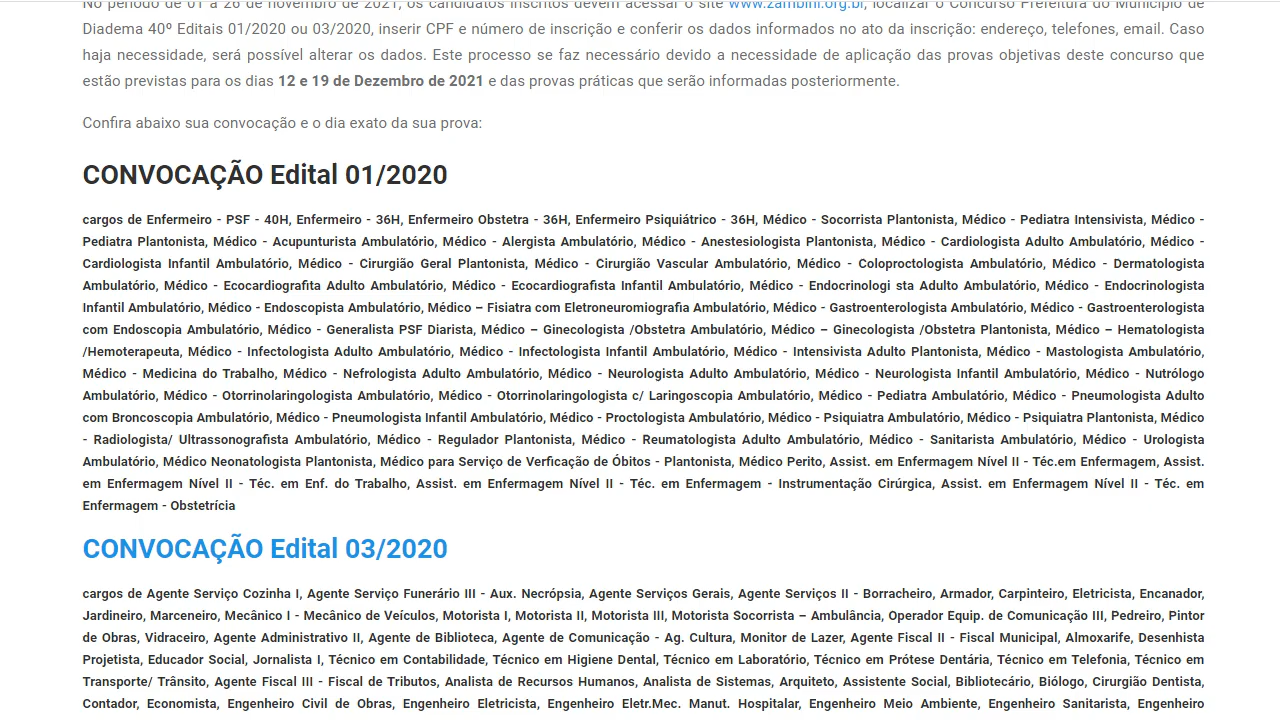 No período de 01 a 26 de novembro de 2021, os candidatos inscritos devem acessar o site www.zambini.org.br, localizar o Concurso Prefeitura do Município de
Diadema 40º Editais 01/2020 ou 03/2020, inserir CPF e número de inscrição e conferir os dados informados no ato da inscrição: endereço, telefones, email. Caso
haja necessidade, será possível alterar os dados. Este processo se faz necessário devido a necessidade de aplicação das provas objetivas deste concurso que
estão previstas para os dias 12 e 19 de Dezembro de 2021 e das provas práticas que serão informadas posteriormente.
Confira abaixo sua convocação e o dia exato da sua prova:
CONVOCAÇÃO Edital 01/2020
cargos de Enfermeiro - PSF - 40H, Enfermeiro - 36H, Enfermeiro Obstetra - 36H, Enfermeiro Psiquiátrico - 36H, Médico - Socorrista Plantonista, Médico - Pediatra Intensivista, Médico -
Pediatra Plantonista, Médico - Acupunturista Ambulatório, Médico - Alergista Ambulatório, Médico - Anestesiologista Plantonista, Médico - Cardiologista Adulto Ambulatório, Médico -
Cardiologista Infantil Ambulatório, Médico - Cirurgião Geral Plantonista, Médico - Cirurgião Vascular Ambulatório, Médico - Coloproctologista Ambulatório, Médico - Dermatologista
Ambulatório, Médico - Ecocardiografita Adulto Ambulatório, Médico - Ecocardiografista Infantil Ambulatório, Médico - Endocrinologi sta Adulto Ambulatório, Médico - Endocrinologista
Infantil Ambulatório, Médico - Endoscopista Ambulatório, Médico – Fisiatra com Eletroneuromiografia Ambulatório, Médico - Gastroenterologista Ambulatório, Médico - Gastroenterologista
com Endoscopia Ambulatório, Médico - Generalista PSF Diarista, Médico – Ginecologista /Obstetra Ambulatório, Médico – Ginecologista /Obstetra Plantonista, Médico – Hematologista
/Hemoterapeuta, Médico - Infectologista Adulto Ambulatório, Médico - Infectologista Infantil Ambulatório, Médico - Intensivista Adulto Plantonista, Médico - Mastologista Ambulatório,
Médico - Medicina do Trabalho, Médico - Nefrologista Adulto Ambulatório, Médico - Neurologista Adulto Ambulatório, Médico - Neurologista Infantil Ambulatório, Médico - Nutrólogo
Ambulatório, Médico - Otorrinolaringologista Ambulatório, Médico - Otorrinolaringologista c/ Laringoscopia Ambulatório, Médico - Pediatra Ambulatório, Médico - Pneumologista Adulto
com Broncoscopia Ambulatório, Médico - Pneumologista Infantil Ambulatório, Médico - Proctologista Ambulatório, Médico - Psiquiatra Ambulatório, Médico - Psiquiatra Plantonista, Médico
- Radiologista/ Ultrassonografista Ambulatório, Médico - Regulador Plantonista, Médico - Reumatologista Adulto Ambulatório, Médico - Sanitarista Ambulatório, Médico - Urologista
Ambulatório, Médico Neonatologista Plantonista, Médico para Serviço de Verficação de Óbitos - Plantonista, Médico Perito, Assist. em Enfermagem Nível II - Téc.em Enfermagem, Assist.
em Enfermagem Nível II - Téc. em Enf. do Trabalho, Assist. em Enfermagem Nível II - Téc. em Enfermagem - Instrumentação Cirúrgica, Assist. em Enfermagem Nível II - Téc. em
Enfermagem - Obstetrícia
CONVOCAÇÃO Edital 03/2020
cargos de Agente Serviço Cozinha I, Agente Serviço Funerário III - Aux. Necrópsia, Agente Serviços Gerais, Agente Serviços II - Borracheiro, Armador, Carpinteiro, Eletricista, Encanador,
Jardineiro, Marceneiro, Mecânico I - Mecânico de Veículos, Motorista I, Motorista II, Motorista III, Motorista Socorrista – Ambulância, Operador Equip. de Comunicação III, Pedreiro, Pintor
de Obras, Vidraceiro, Agente Administrativo II, Agente de Biblioteca, Agente de Comunicação - Ag. Cultura, Monitor de Lazer, Agente Fiscal II - Fiscal Municipal, Almoxarife, Desenhista
Projetista, Educador Social, Jornalista I, Técnico em Contabilidade, Técnico em Higiene Dental, Técnico em Laboratório, Técnico em Prótese Dentária, Técnico em Telefonia, Técnico em
Transporte/ Trânsito, Agente Fiscal III - Fiscal de Tributos, Analista de Recursos Humanos, Analista de Sistemas, Arquiteto, Assistente Social, Bibliotecário, Biólogo, Cirurgião Dentista,
Contador, Economista, Engenheiro Civil de Obras, Engenheiro Eletricista, Engenheiro Eletr.Mec. Manut. Hospitalar, Engenheiro Meio Ambiente, Engenheiro Sanitarista, Engenheiro